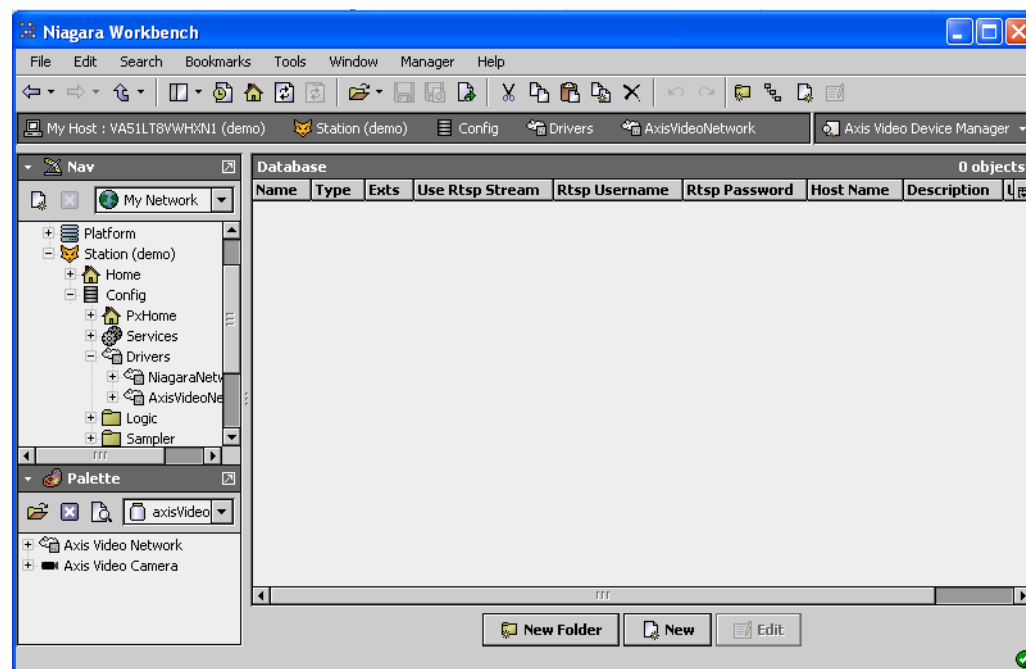 Niagara Workbench
File Edit Search Bookmarks Tools Window Manager Help
My Host : VA51LT8VWHXN1 (demo) Station (demo) Config Drivers AxisVideoNetwork Axis Video Device Manager
Nav
My Network
Platform
Station (demo)
Home
Config
PxHome
Services
Drivers
NiagaraNetw
AxisVideoNe
Logic
Sampler
Palette
axisVideo
Axis Video Network
Axis Video Camera
Database 0 objects
Name Type Exts Use Rtsp Stream Rtsp Username Rtsp Password Host Name Description
New Folder New Edit